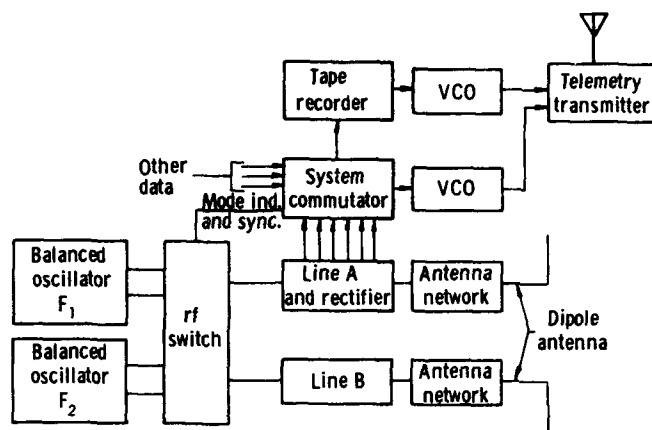 Tape
recorder
VCO
Telemetry
transmitter
Other
data
System
commutator
VCO
Mode ind.
and sync.
Balanced
oscillator
F1
rf
switch
Line A
and rectifier
Antenna
network
Dipole
antenna
Balanced
oscillator
F2
Line B
Antenna
network